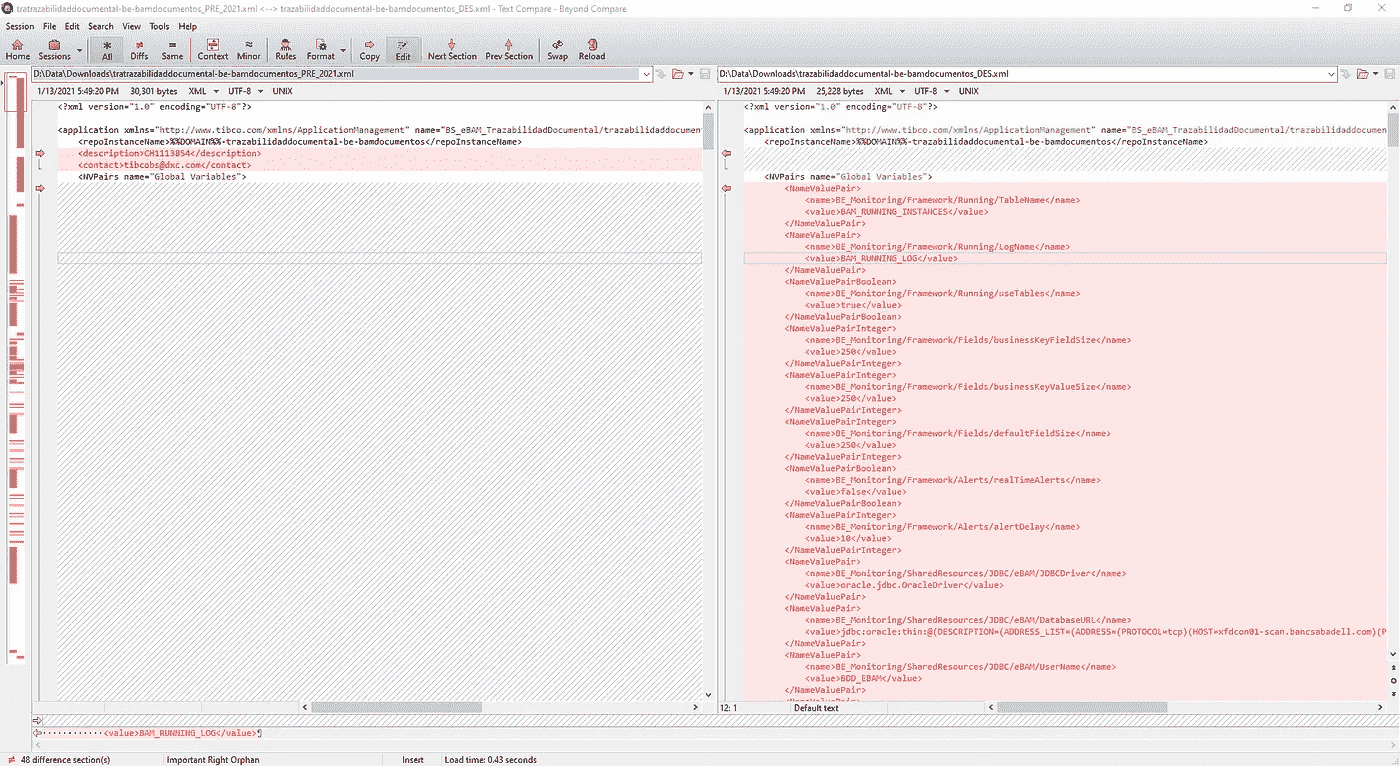 tratrazabilidaddocumental-be-bamdocumentos_PRE_2021.xml <--> trazabilidaddocumental-be-bamdocumentos_DES.xml - Text Compare - Beyond Compare
Session File Edit Search View Tools Help
Home Sessions All Diffs Same Context Minor Rules Format Copy Edit Next Section Prev Section Swap Reload
D:\Data\Downloads\tratrazabilidaddocumental-be-bamdocumentos_PRE_2021.xml
1/13/2021 5:49:20 PM 30,301 bytes XML UTF-8 UNIX
<?xml version="1.0" encoding="UTF-8"?>
<application xmlns="http://www.tibco.com/xmlns/ApplicationManagement" name="BS_eBAM_TrazabilidadDocumental/trazabilidaddocument
<repoInstanceName>%%DOMAIN%%-trazabilidaddocumental-be-bamdocumentos</repoInstanceName>
<description>CH1113854</description>
<contact>tibcobs@dxc.com</contact>
<NVPairs name="Global Variables">
D:\Data\Downloads\trazabilidaddocumental-be-bamdocumentos_DES.xml
1/13/2021 5:49:20 PM 25,228 bytes XML UTF-8 UNIX
<?xml version="1.0" encoding="UTF-8"?>
<application xmlns="http://www.tibco.com/xmlns/ApplicationManagement" name="BS_eBAM_TrazabilidadDocumental/trazabilidaddocumen
<repoInstanceName>%%DOMAIN%%-trazabilidaddocumental-be-bamdocumentos</repoInstanceName>
<NVPairs name="Global Variables">
<NameValuePair>
<name>BE_Monitoring/Framework/Running/TableName</name>
<value>BAM_RUNNING_INSTANCES</value>
</NameValuePair>
<NameValuePair>
<name>BE_Monitoring/Framework/Running/LogName</name>
<value>BAM_RUNNING_LOG</value>
</NameValuePair>
<NameValuePairBoolean>
<name>BE_Monitoring/Framework/Running/useTables</name>
<value>true</value>
</NameValuePairBoolean>
<NameValuePairInteger>
<name>BE_Monitoring/Framework/Fields/businessKeyFieldSize</name>
<value>250</value>
</NameValuePairInteger>
<NameValuePairInteger>
<name>BE_Monitoring/Framework/Fields/businessKeyValueSize</name>
<value>250</value>
</NameValuePairInteger>
<NameValuePairInteger>
<name>BE_Monitoring/Framework/Fields/defaultFieldSize</name>
<value>250</value>
</NameValuePairInteger>
<NameValuePairBoolean>
<name>BE_Monitoring/Framework/Alerts/realTimeAlerts</name>
<value>false</value>
</NameValuePairBoolean>
<NameValuePairInteger>
<name>BE_Monitoring/Framework/Alerts/alertDelay</name>
<value>10</value>
</NameValuePairInteger>
<NameValuePair>
<name>BE_Monitoring/SharedResources/JDBC/eBAM/JDBCDriver</name>
<value>oracle.jdbc.OracleDriver</value>
</NameValuePair>
<NameValuePair>
<name>BE_Monitoring/SharedResources/JDBC/eBAM/DatabaseURL</name>
<value>jdbc:oracle:thin:@(DESCRIPTION=(ADDRESS_LIST=(ADDRESS=(PROTOCOL=tcp)(HOST=xfdcon01-scan.bancsabadell.com)(P
</NameValuePair>
<NameValuePair>
<name>BE_Monitoring/SharedResources/JDBC/eBAM/UserName</name>
<value>BDD_EBAM</value>
</NameValuePair>
12: 1 Default text
<value>BAM_RUNNING_LOG</value>¶
48 difference section(s) Important Right Orphan Insert Load time: 0.43 seconds